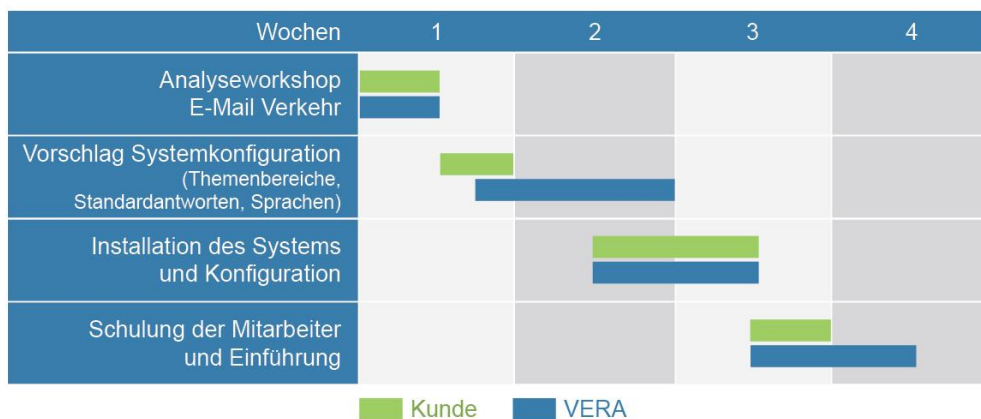 Wochen 1 2 3 4
Analyseworkshop
E-Mail Verkehr
Vorschlag Systemkonfiguration
(Themenbereiche,
Standardantworten, Sprachen)
Installation des Systems
und Konfiguration
Schulung der Mitarbeiter
und Einführung
Kunde VERA